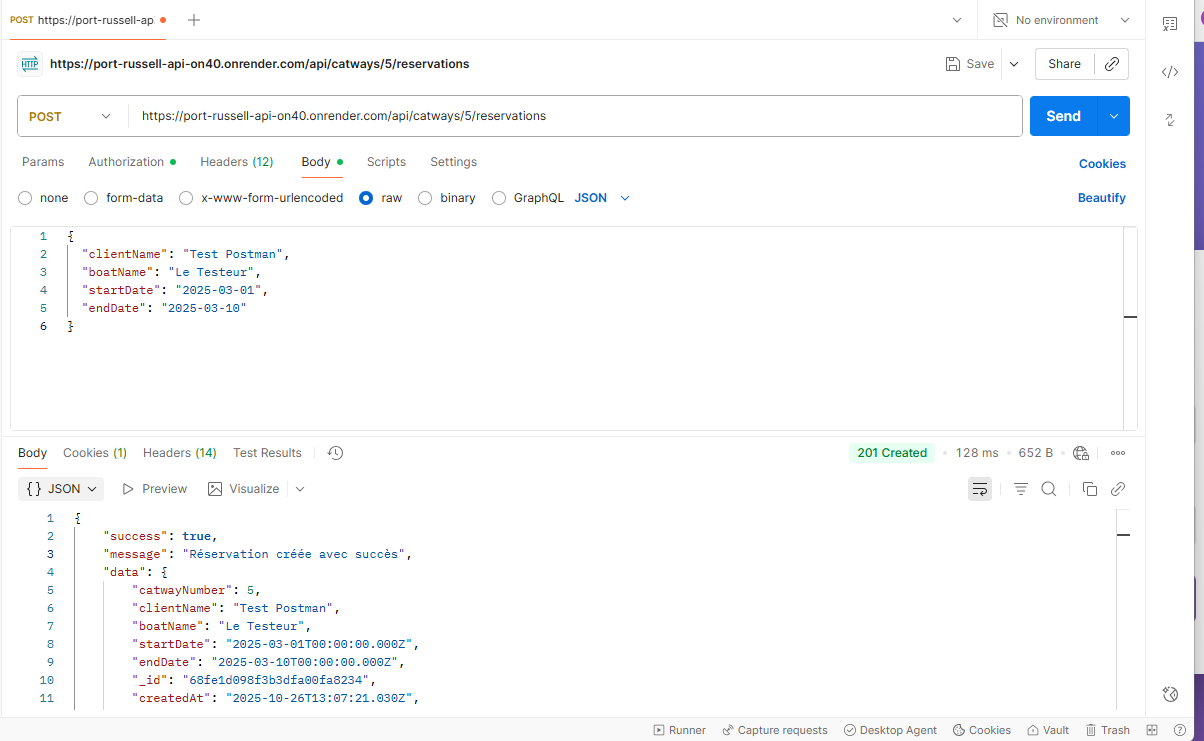 POST https://port-russell-ap
No environment
HTTP https://port-russell-api-on40.onrender.com/api/catways/5/reservations
Save
Share
POST
https://port-russell-api-on40.onrender.com/api/catways/5/reservations
Send
Params Authorization Headers (12) Body Scripts Settings
Cookies
none form-data x-www-form-urlencoded raw binary GraphQL JSON
Beautify
1 {
2 "clientName": "Test Postman",
3 "boatName": "Le Testeur",
4 "startDate": "2025-03-01",
5 "endDate": "2025-03-10"
6 }
Body Cookies (1) Headers (14) Test Results
201 Created • 128 ms • 652 B
{} JSON Preview Visualize
1 {
2 "success": true,
3 "message": "Réservation créée avec succès",
4 "data": {
5 "catwayNumber": 5,
6 "clientName": "Test Postman",
7 "boatName": "Le Testeur",
8 "startDate": "2025-03-01T00:00:00.000Z",
9 "endDate": "2025-03-10T00:00:00.000Z",
10 "_id": "68fe1d098f3b3dfa00fa8234",
11 "createdAt": "2025-10-26T13:07:21.030Z",
Runner Capture requests Desktop Agent Cookies Vault Trash